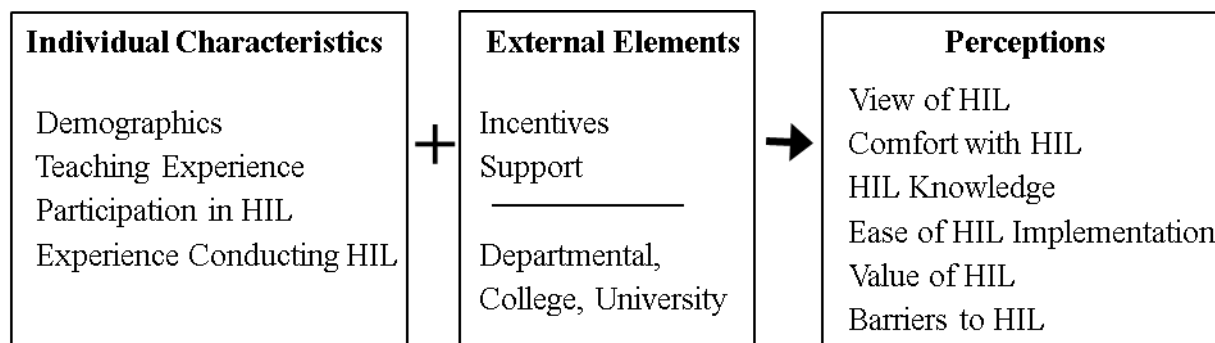 Individual Characteristics
Demographics
Teaching Experience
Participation in HIL
Experience Conducting HIL
+
External Elements
Incentives
Support
Departmental,
College, University
Perceptions
View of HIL
Comfort with HIL
HIL Knowledge
Ease of HIL Implementation
Value of HIL
Barriers to HIL